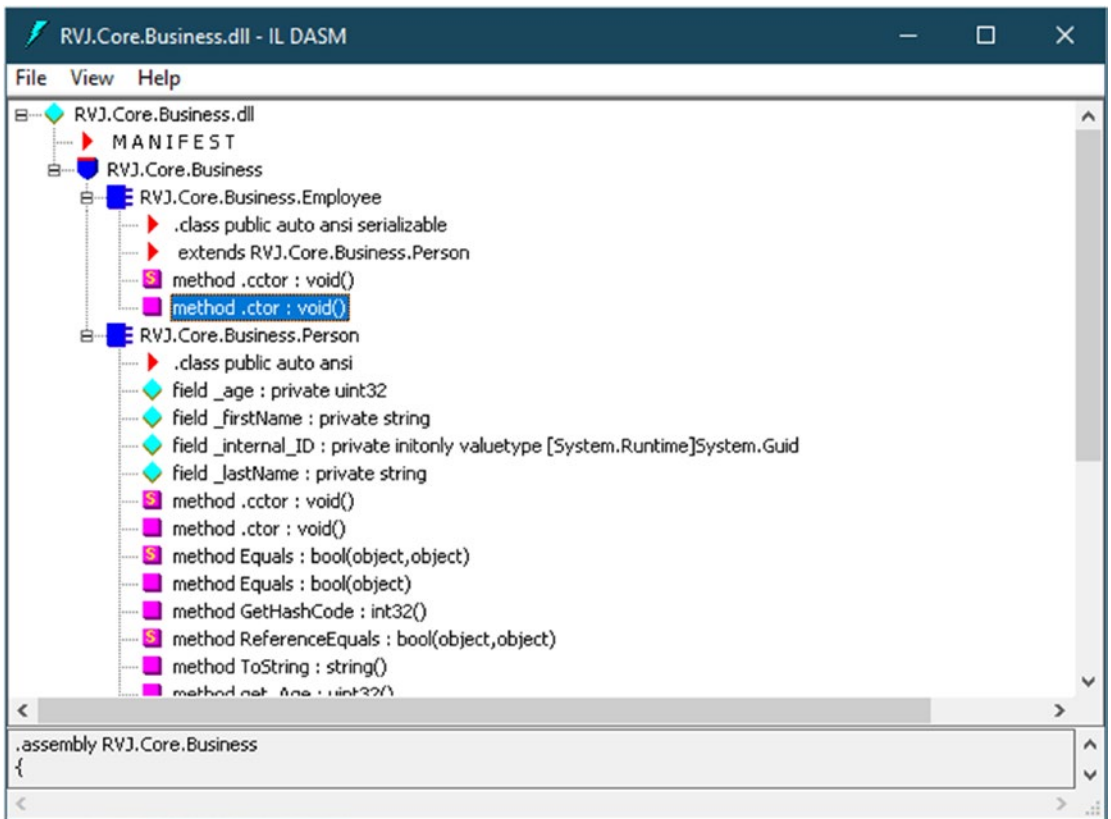 RVJ.Core.Business.dll - IL DASM
File View Help
RVJ.Core.Business.dll
MANIFEST
RVJ.Core.Business
RVJ.Core.Business.Employee
.class public auto ansi serializable
extends RVJ.Core.Business.Person
S method .cctor : void()
method .ctor : void()
RVJ.Core.Business.Person
.class public auto ansi
field _age : private uint32
field _firstName : private string
field _internal_ID : private initonly valuetype [System.Runtime]System.Guid
field _lastName : private string
S method .cctor : void()
method .ctor : void()
S method Equals : bool(object,object)
method Equals : bool(object)
method GetHashCode : int32()
S method ReferenceEquals : bool(object,object)
method ToString : string()
method get_Age : uint32()
.assembly RVJ.Core.Business
{